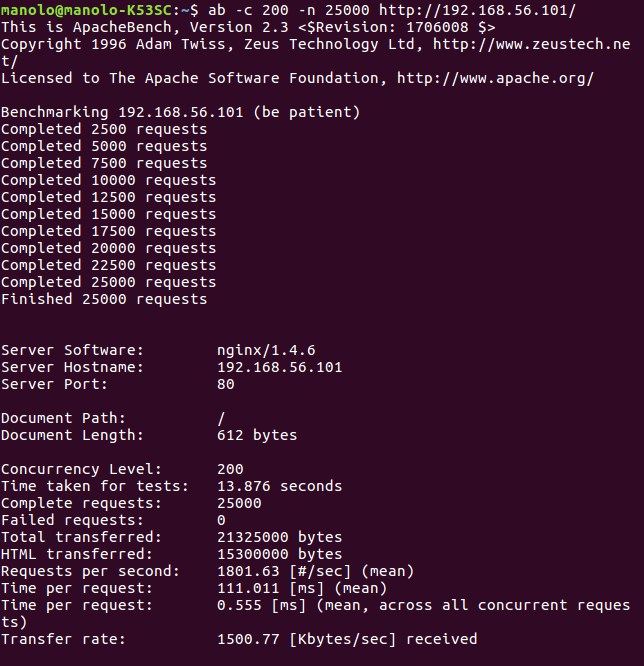 manolo@manolo-K53SC:~$ ab -c 200 -n 25000 http://192.168.56.101/
This is ApacheBench, Version 2.3 <$Revision: 1706008 $>
Copyright 1996 Adam Twiss, Zeus Technology Ltd, http://www.zeustech.ne
t/
Licensed to The Apache Software Foundation, http://www.apache.org/

Benchmarking 192.168.56.101 (be patient)
Completed 2500 requests
Completed 5000 requests
Completed 7500 requests
Completed 10000 requests
Completed 12500 requests
Completed 15000 requests
Completed 17500 requests
Completed 20000 requests
Completed 22500 requests
Completed 25000 requests
Finished 25000 requests


Server Software:        nginx/1.4.6
Server Hostname:        192.168.56.101
Server Port:            80

Document Path:          /
Document Length:        612 bytes

Concurrency Level:      200
Time taken for tests:   13.876 seconds
Complete requests:      25000
Failed requests:        0
Total transferred:      21325000 bytes
HTML transferred:       15300000 bytes
Requests per second:    1801.63 [#/sec] (mean)
Time per request:       111.011 [ms] (mean)
Time per request:       0.555 [ms] (mean, across all concurrent reques
ts)
Transfer rate:          1500.77 [Kbytes/sec] received